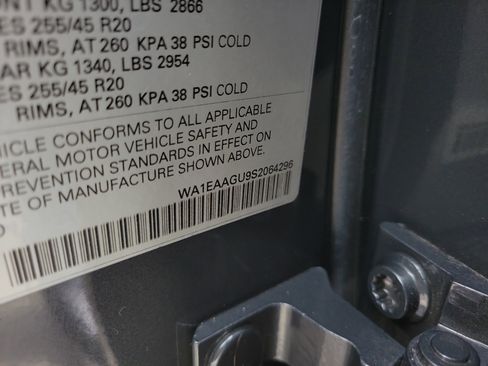 NT KG 1300, LBS 2866
ES 255/45 R20
RIMS, AT 260 KPA 38 PSI COLD
AR KG 1340, LBS 2954
ES 255/45 R20
RIMS, AT 260 KPA 38 PSI COLD
HICLE CONFORMS TO ALL APPLICABLE
ERAL MOTOR VEHICLE SAFETY AND
PREVENTION STANDARDS IN EFFECT
TE OF MANUFACTURE SHOWN ABOVE.
WA1EAAGU9S2064296